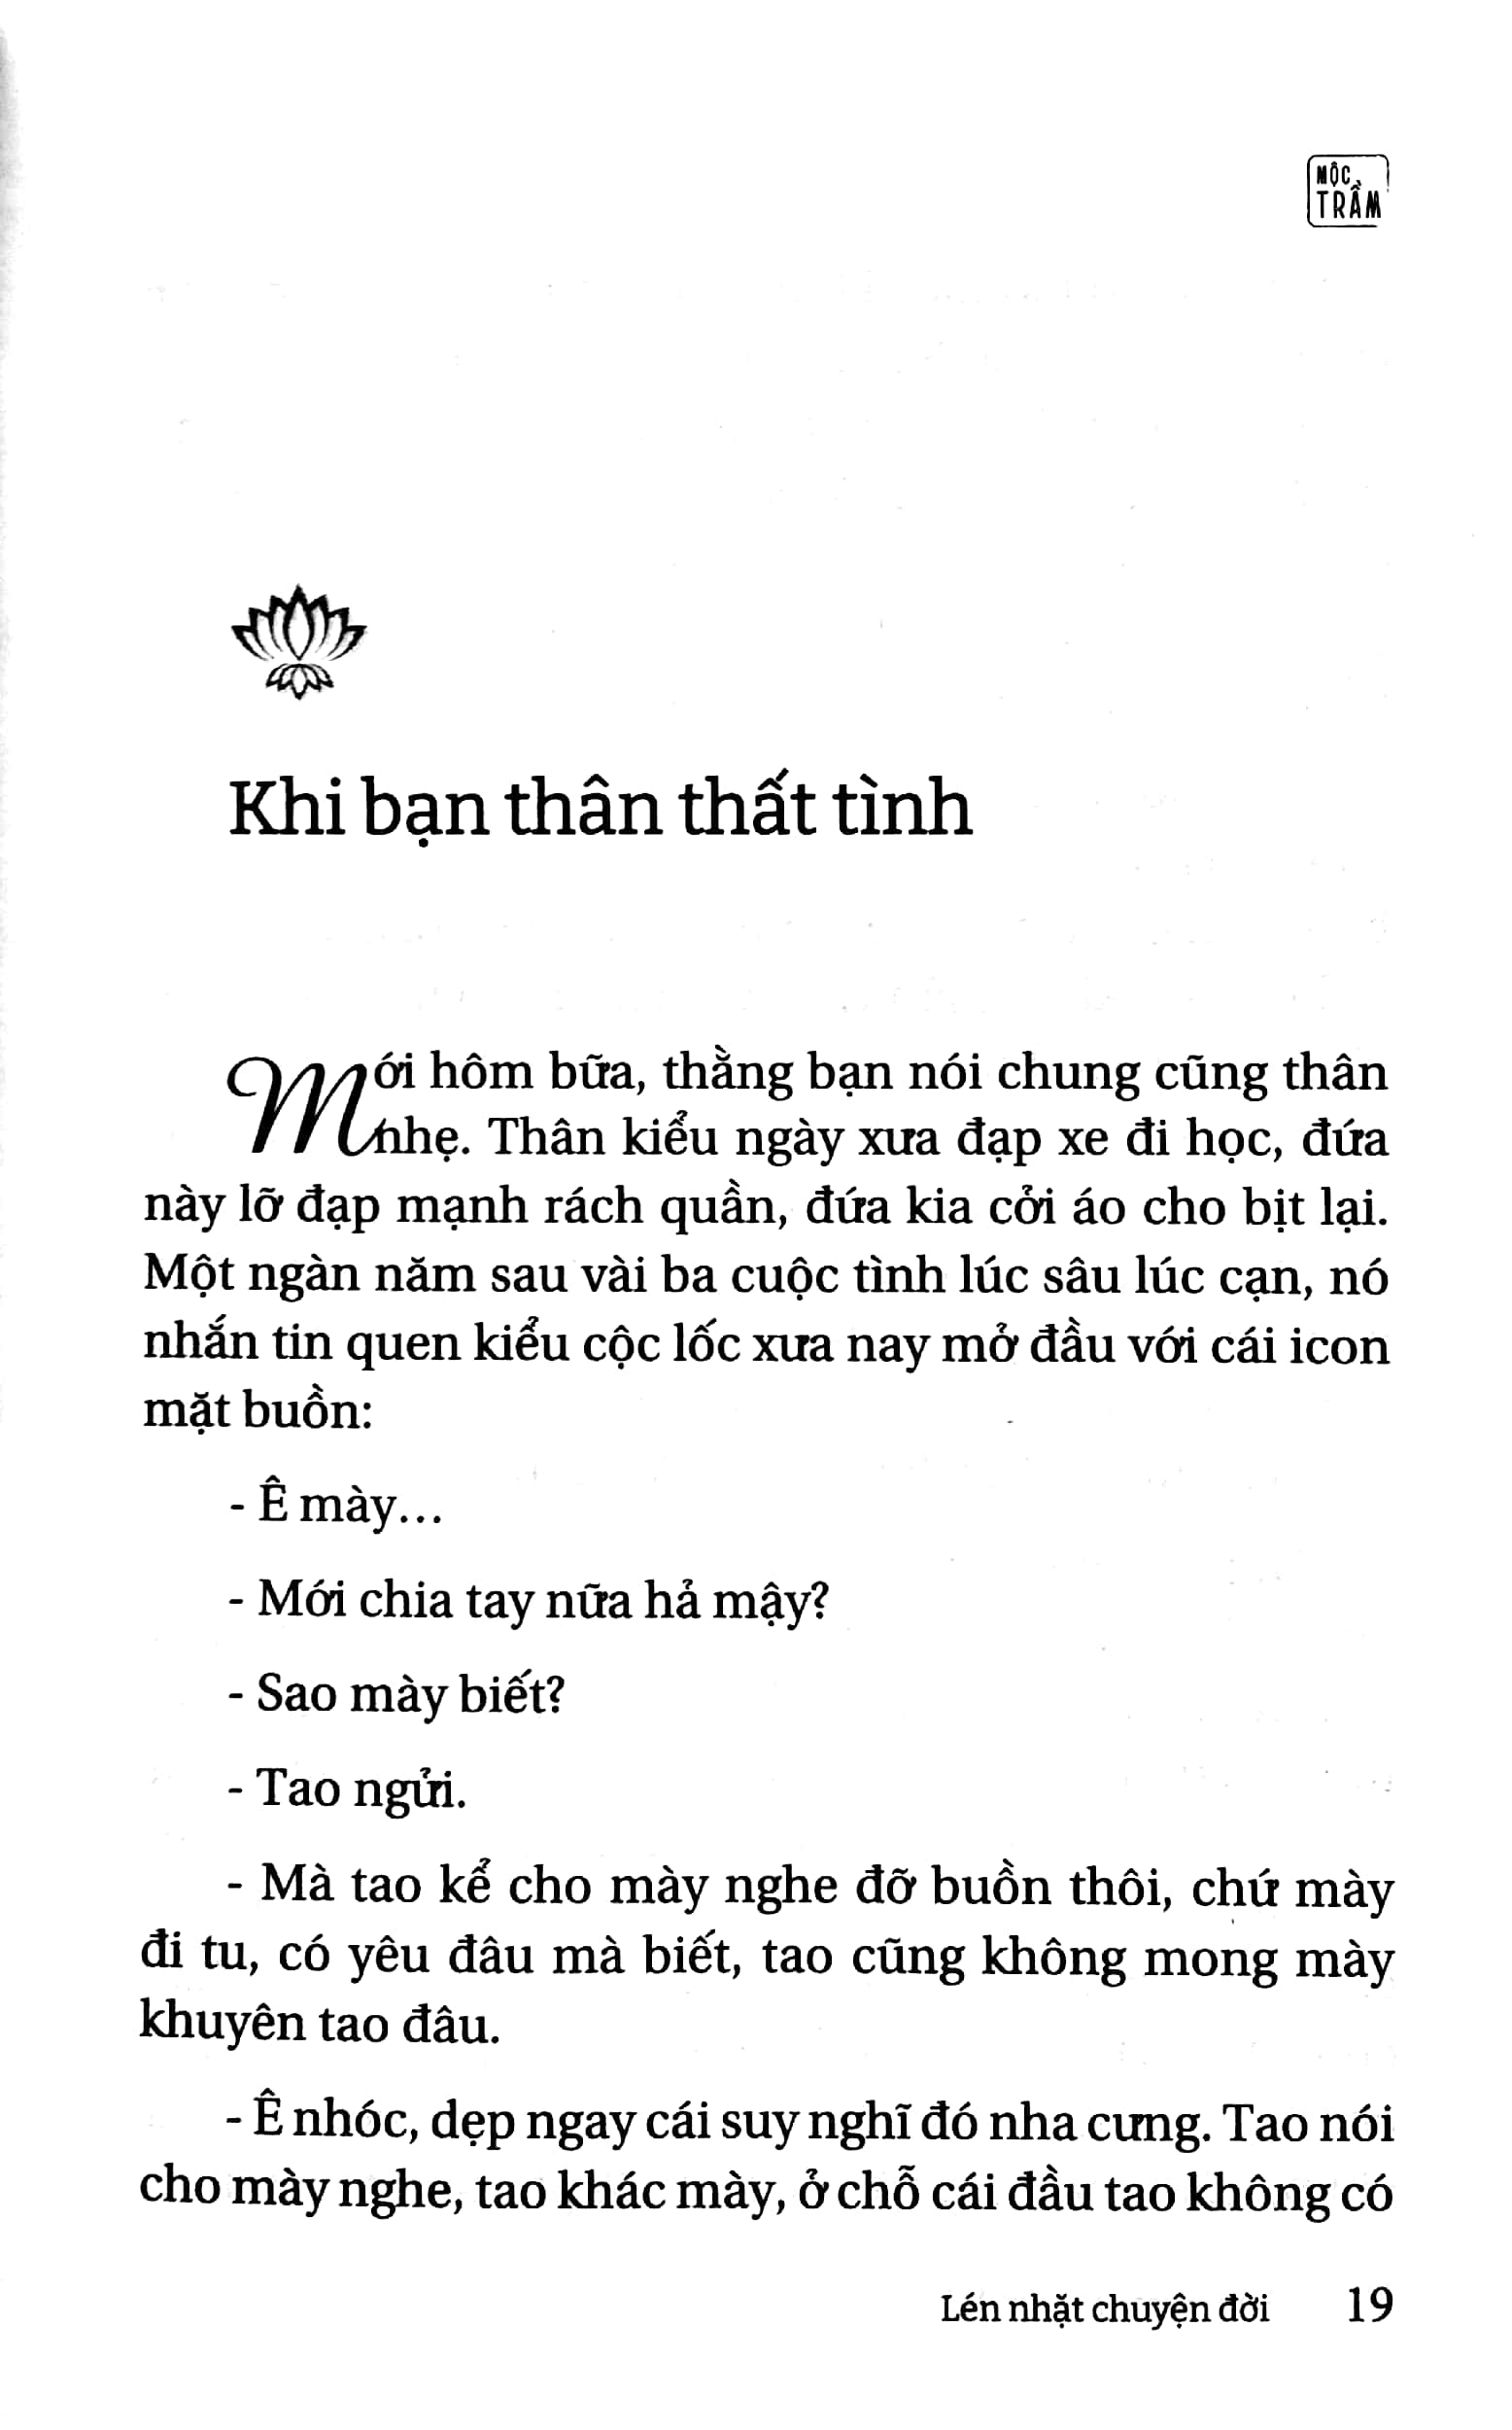 MỘC
TRẦM
Khi bạn thân thất tình
Mới hôm bữa, thằng bạn nói chung cũng thân
nhẹ. Thân kiểu ngày xưa đạp xe đi học, đứa
này lỡ đạp mạnh rách quần, đứa kia cởi áo cho bịt lại.
Một ngàn năm sau vài ba cuộc tình lúc sâu lúc cạn, nó
nhắn tin quen kiểu cộc lốc xưa nay mở đầu với cái icon
mặt buồn:
- Ê mày...
- Mới chia tay nữa hả mậy?
- Sao mày biết?
- Tao ngửi.
- Mà tao kể cho mày nghe đỡ buồn thôi, chứ mày
đi tu, có yêu đâu mà biết, tao cũng không mong mày
khuyên tao đâu.
- Ê nhóc, dẹp ngay cái suy nghĩ đó nha cưng. Tao nói
cho mày nghe, tao khác mày, ở chỗ cái đầu tao không có
Lén nhặt chuyện đời 19